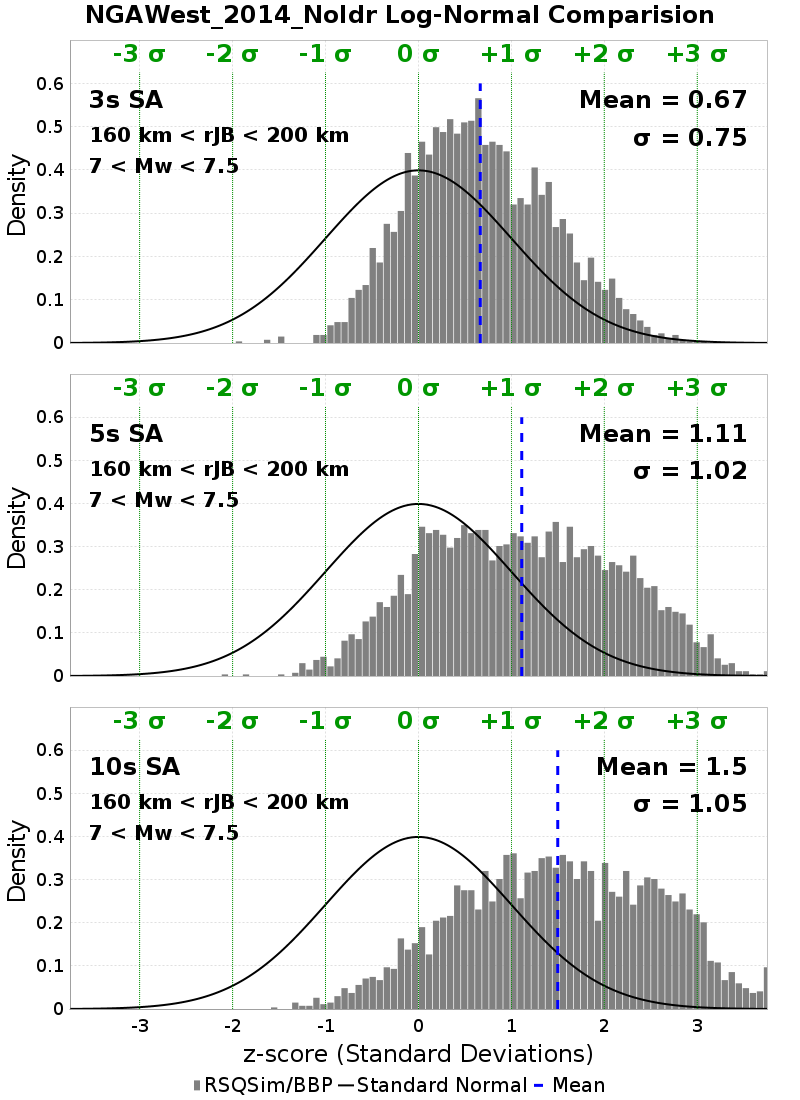 NGAWest_2014_NoIdr Log-Normal Comparision
-3 σ -2 σ -1 σ 0 σ +1 σ +2 σ +3 σ
0.6
3s SA Mean = 0.67
0.5
160 km < rJB < 200 km σ = 0.75
7 < Mw < 7.5
0.4
Density
0.3
0.2
0.1
0
-3 σ -2 σ -1 σ 0 σ +1 σ +2 σ +3 σ
0.6
5s SA Mean = 1.11
0.5
160 km < rJB < 200 km σ = 1.02
7 < Mw < 7.5
0.4
Density
0.3
0.2
0.1
0
-3 σ -2 σ -1 σ 0 σ +1 σ +2 σ +3 σ
0.6
10s SA Mean = 1.5
0.5
160 km < rJB < 200 km σ = 1.05
7 < Mw < 7.5
0.4
Density
0.3
0.2
0.1
0
-3 -2 -1 0 1 2 3
z-score (Standard Deviations)
RSQSim/BBP Standard Normal Mean